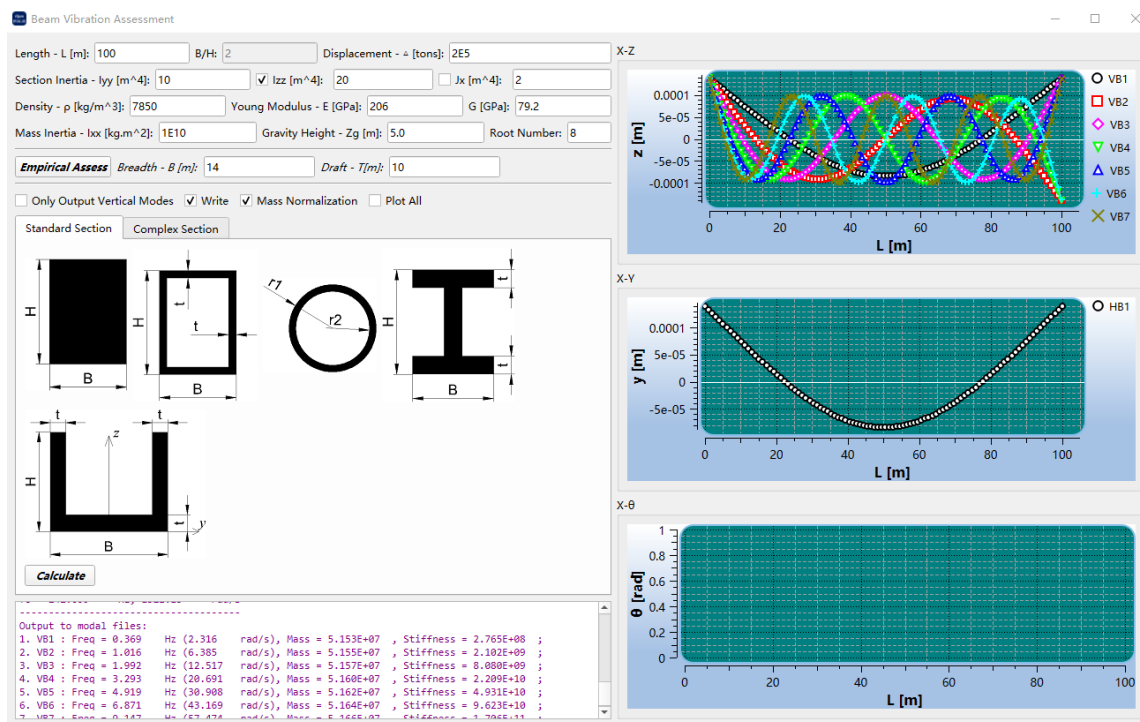 Beam Vibration Assessment
Length - L [m]: 100 B/H: 2 Displacement - ▵ [tons]: 2E5
Section Inertia - Iyy [m^4]: 10 Izz [m^4]: 20 Jx [m^4]: 2
Density - ρ [kg/m^3]: 7850 Young Modulus - E [GPa]: 206 G [GPa]: 79.2
Mass Inertia - Ixx [kg.m^2]: 1E10 Gravity Height - Zg [m]: 5.0 Root Number: 8
Empirical Assess Breadth - B [m]: 14 Draft - T[m]: 10
Only Output Vertical Modes Write Mass Normalization Plot All
Standard Section Complex Section
H B
H t t B
r1 r2
H t t B
t t
H z t y
B
Calculate
Output to modal files:
1. VB1 : Freq = 0.369 Hz (2.316 rad/s), Mass = 5.153E+07 , Stiffness = 2.765E+08 ;
2. VB2 : Freq = 1.016 Hz (6.385 rad/s), Mass = 5.155E+07 , Stiffness = 2.102E+09 ;
3. VB3 : Freq = 1.992 Hz (12.517 rad/s), Mass = 5.157E+07 , Stiffness = 8.080E+09 ;
4. VB4 : Freq = 3.293 Hz (20.691 rad/s), Mass = 5.160E+07 , Stiffness = 2.209E+10 ;
5. VB5 : Freq = 4.919 Hz (30.908 rad/s), Mass = 5.162E+07 , Stiffness = 4.931E+10 ;
6. VB6 : Freq = 6.871 Hz (43.169 rad/s), Mass = 5.164E+07 , Stiffness = 9.623E+10 ;
X-Z
z [m]
0.0001
5e-05
0
-5e-05
-0.0001
0 20 40 60 80 100
L [m]
VB1
VB2
VB3
VB4
VB5
VB6
VB7
X-Y
y [m]
0.0001
5e-05
0
-5e-05
0 20 40 60 80 100
L [m]
HB1
X-θ
θ [rad]
1
0.8
0.6
0.4
0.2
0
0 20 40 60 80 100
L [m]